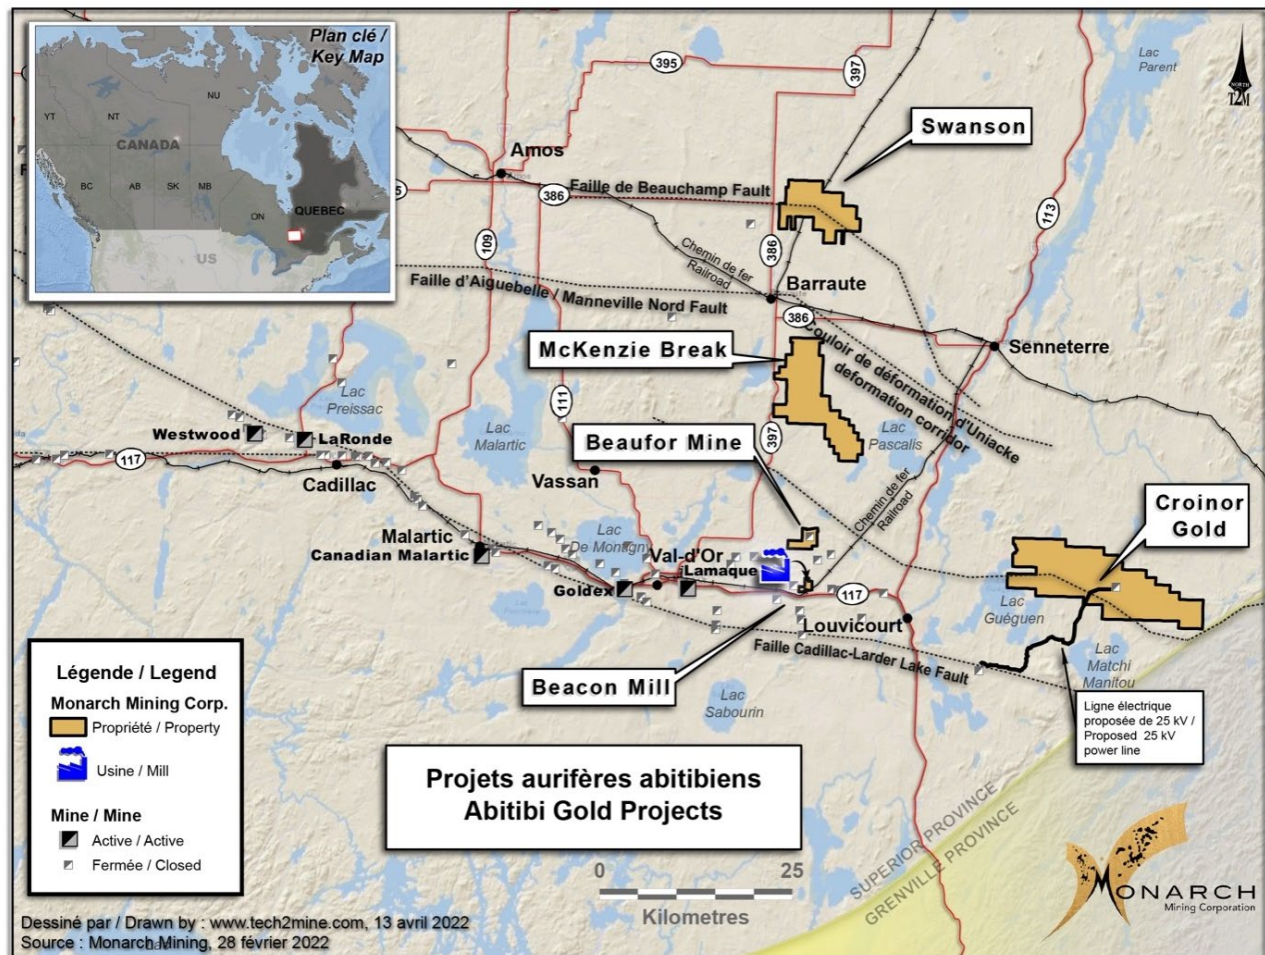 Plan clé /
Key Map
NU
YT
NT
CANADA
BC
AB
SK
MB
ON
QUEBEC
US
395
397
Lac
Parent
NORTH
T2M
Swanson
Amos
386
Faille de Beauchamp Fault
113
109
386
Chemin de fer
Railroad
Barraute
Faille d'Aiguebelle / Manneville Nord Fault
386
Couloir de déformation d'Uniacke
deformation corridor
Senneterre
McKenzie Break
Lac
Preissac
111
Lac
Malartic
Beaufor Mine
397
Lac
Pascalis
Westwood
LaRonde
117
Cadillac
Vassan
Chemin de fer
Railroad
Croinor
Gold
Malartic
Canadian Malartic
Lac
De Montigny
Val-d'Or
Lamaque
Goldex
117
Louvicourt
Lac
Guéguen
Faille Cadillac-Larder Lake Fault
Lac
Matchi
Manitou
Beacon Mill
Lac
Sabourin
Ligne électrique
proposée de 25 kV /
Proposed 25 kV
power line
Légende / Legend
Monarch Mining Corp.
Propriété / Property
Usine / Mill
Mine / Mine
Active / Active
Fermée / Closed
Projets aurifères abitibiens
Abitibi Gold Projects
0 25
Kilometres
SUPERIOR PROVINCE
GRENVILLE PROVINCE
MONARCH
Mining Corporation
Dessiné par / Drawn by : www.tech2mine.com, 13 avril 2022
Source : Monarch Mining, 28 février 2022